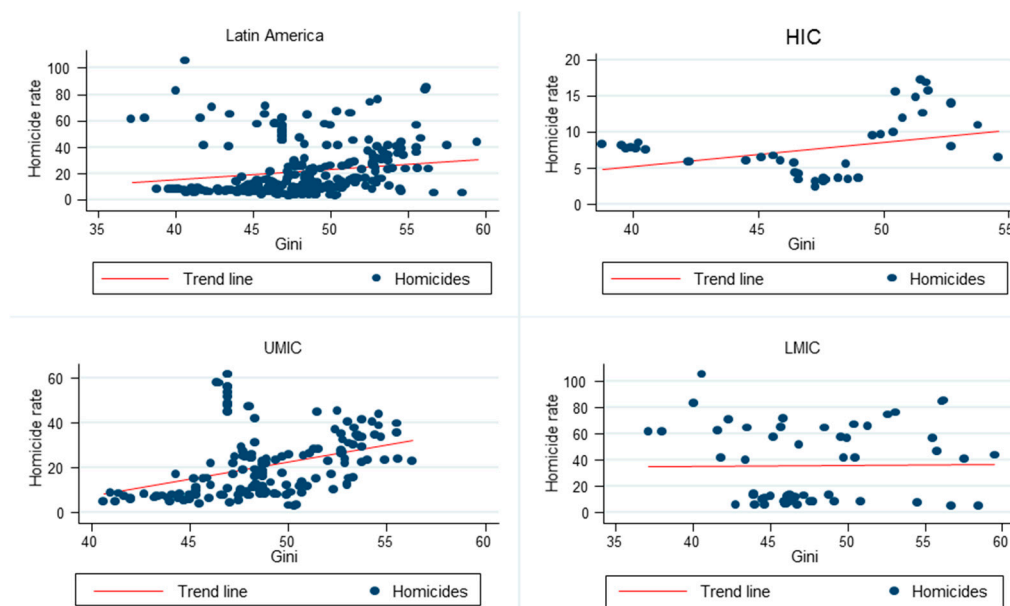 Latin America
Homicide rate
100
80
60
40
20
0
35 40 45 50 55 60
Gini
Trend line Homicides
HIC
Homicide rate
20
15
10
5
0
40 45 50 55
Gini
Trend line Homicides
UMIC
Homicide rate
60
40
20
0
40 45 50 55 60
Gini
Trend line Homicides
LMIC
Homicide rate
100
80
60
40
20
0
35 40 45 50 55 60
Gini
Trend line Homicides